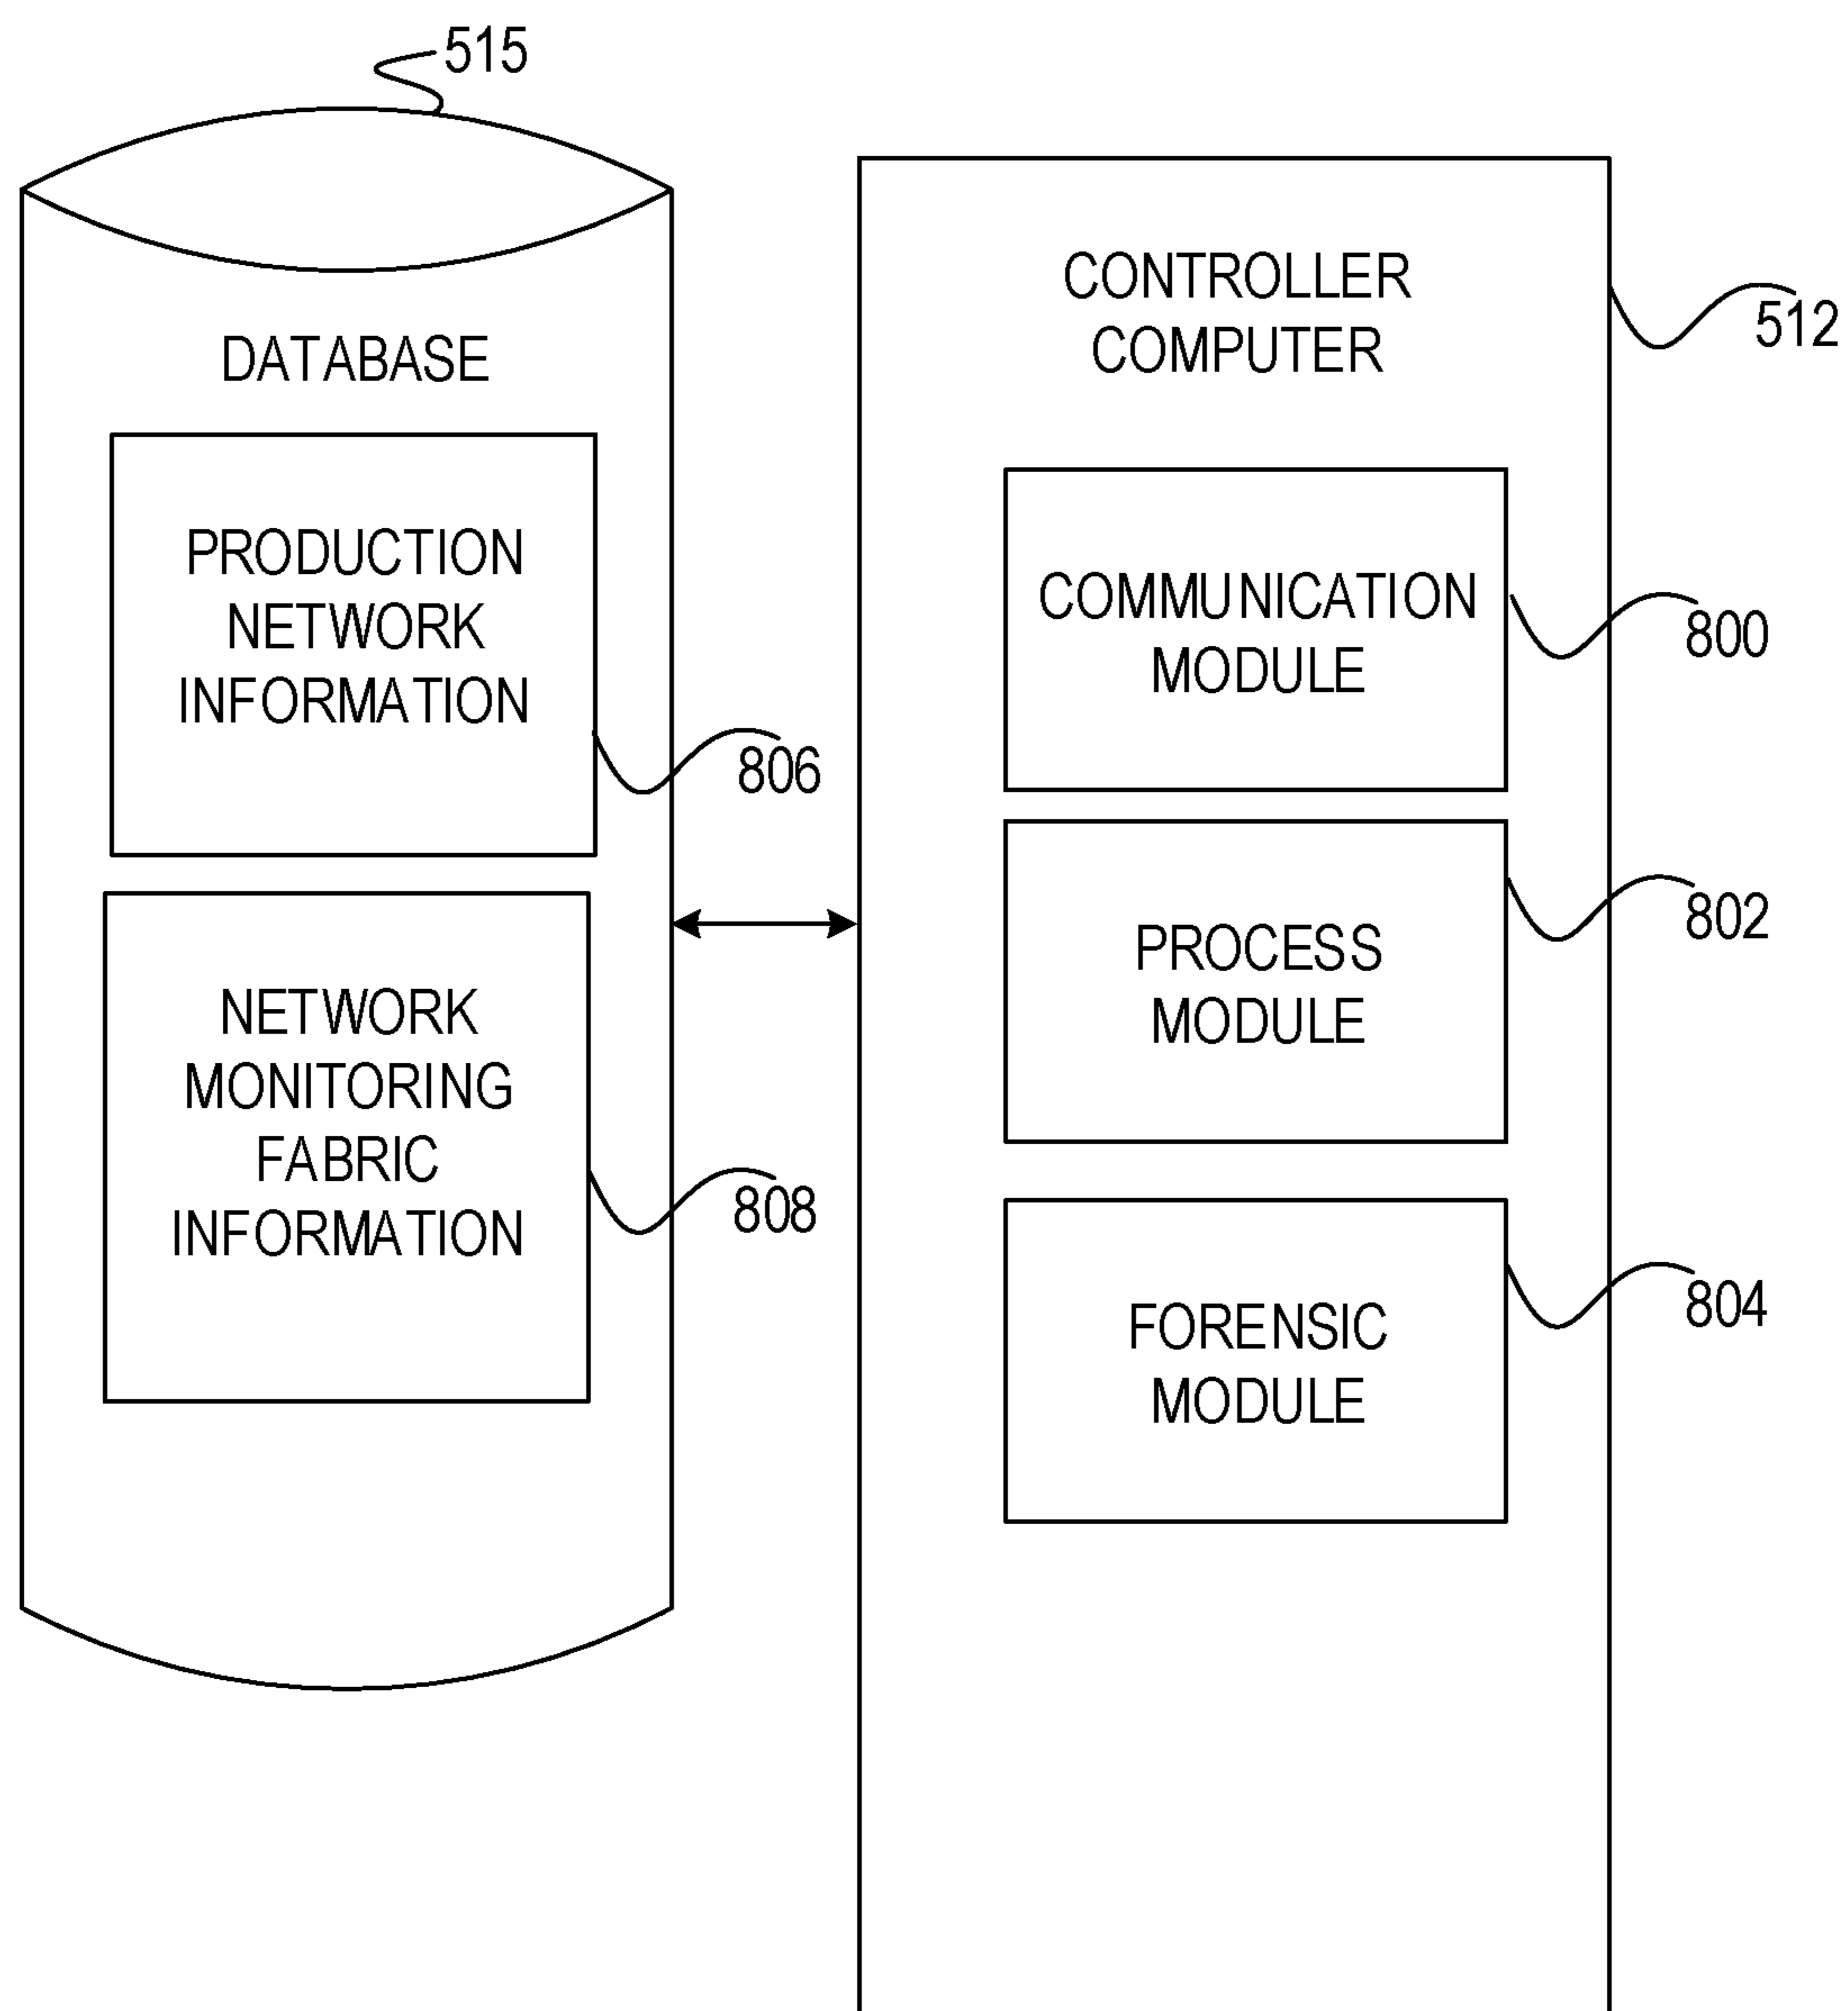 515
DATABASE
PRODUCTION
NETWORK
INFORMATION
806
NETWORK
MONITORING
FABRIC
INFORMATION
808
CONTROLLER
COMPUTER
512
COMMUNICATION
MODULE
800
PROCESS
MODULE
802
FORENSIC
MODULE
804